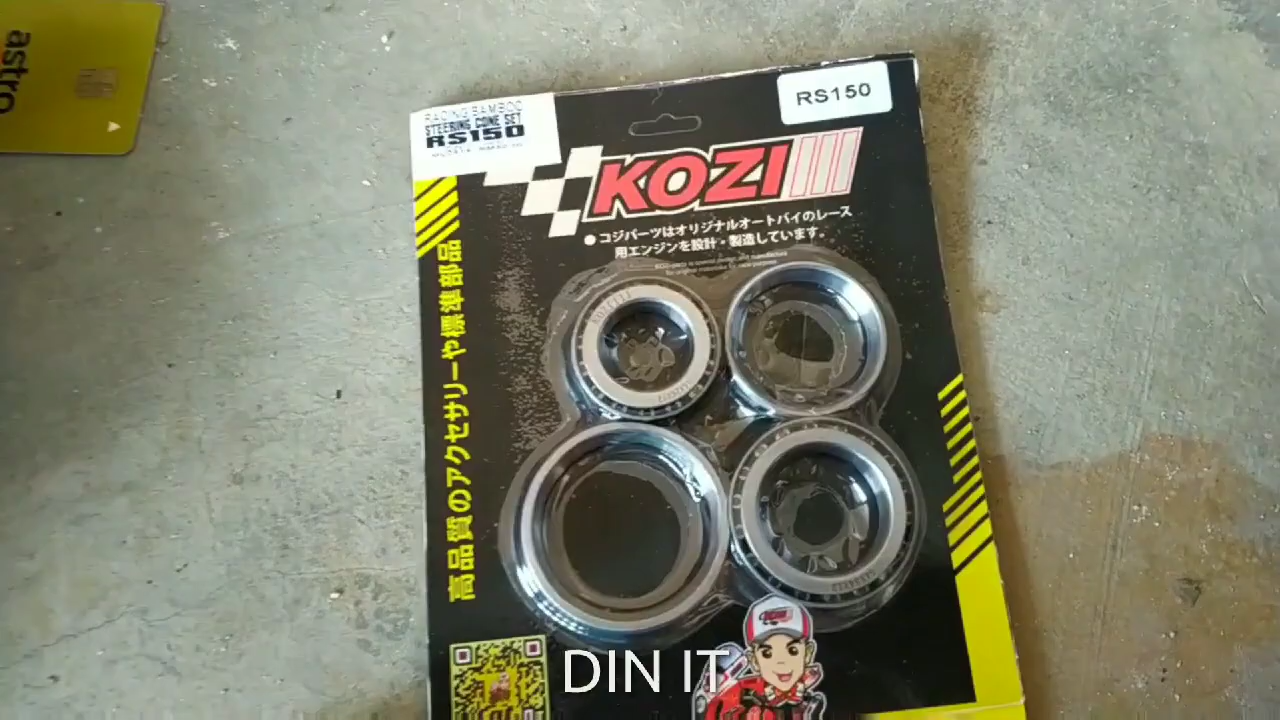 astro
RACING BAMBOO
STEERING CONE SET
RS150
RS150
KOZI
●コジパーツはオリジナルオートバイのレース
用エンジンを設計・製造しています。
高品質のアクセサリーや標準部品
DIN IT